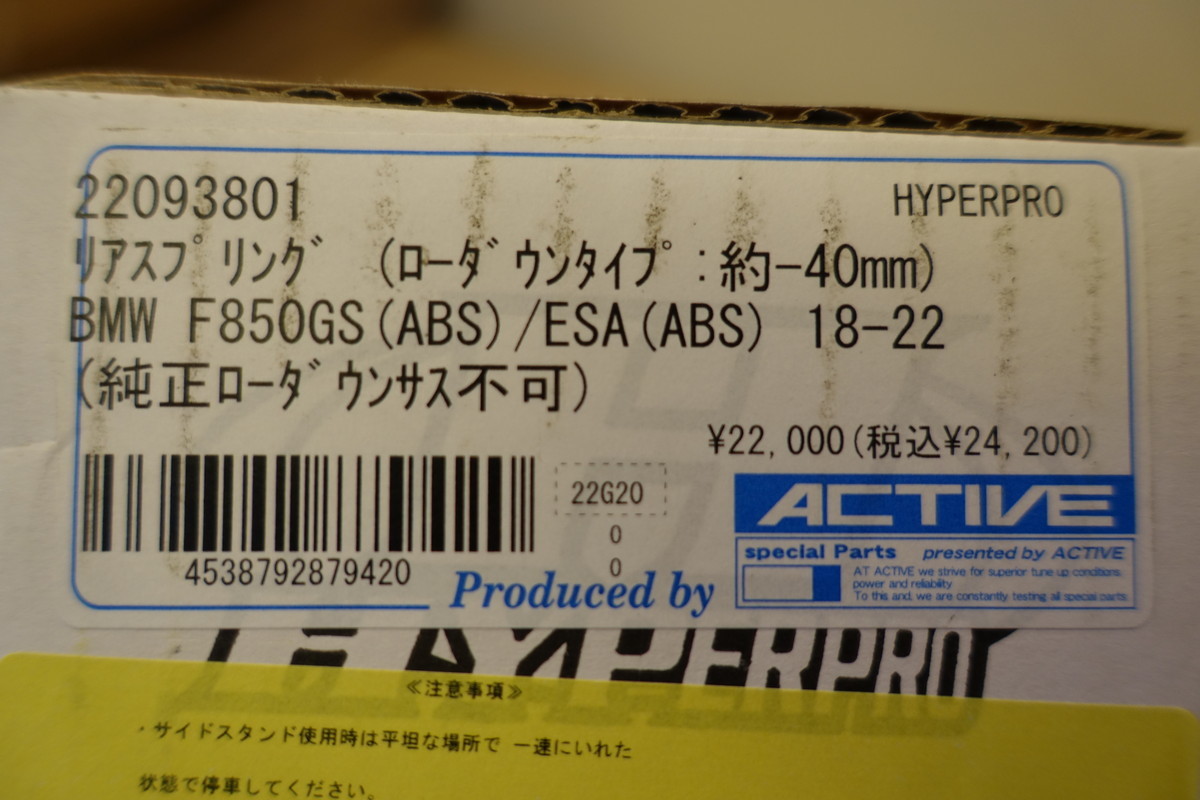 22093801 HYPERPRO
ﾘｱｽﾌﾟﾘﾝｸﾞ (ﾛｰﾀﾞｳﾝﾀｲﾌﾟ:約-40mm)
BMW F850GS(ABS)/ESA(ABS) 18-22
(純正ﾛｰﾀﾞｳﾝｻｽ不可)
¥22,000(税込¥24,200)
22G20
0
0
4538792879420
Produced by
ACTIVE
special Parts presented by ACTIVE
AT ACTIVE we strive for superior tune up conditions.
power and reliability
To this and, we are constantly testing all special parts.
HYPERPRO
≪注意事項≫
・サイドスタンド使用時は平坦な場所で 一速にいれた
状態で停車してください。